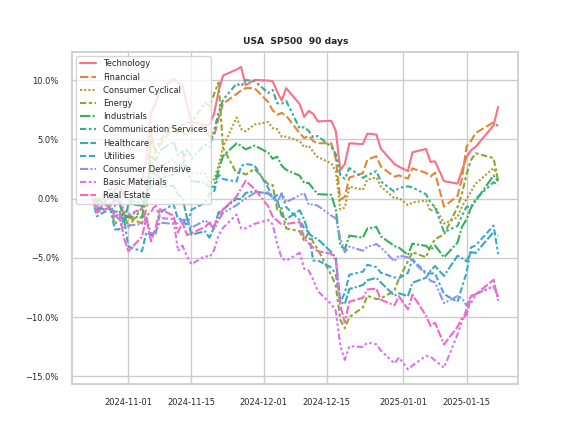 USA  SP500  90 days
10.0%
5.0%
0.0%
−5.0%
−10.0%
−15.0%
Technology
Financial
Consumer Cyclical
Energy
Industrials
Communication Services
Healthcare
Utilities
Consumer Defensive
Basic Materials
Real Estate
2024-11-01
2024-11-15
2024-12-01
2024-12-15
2025-01-01
2025-01-15